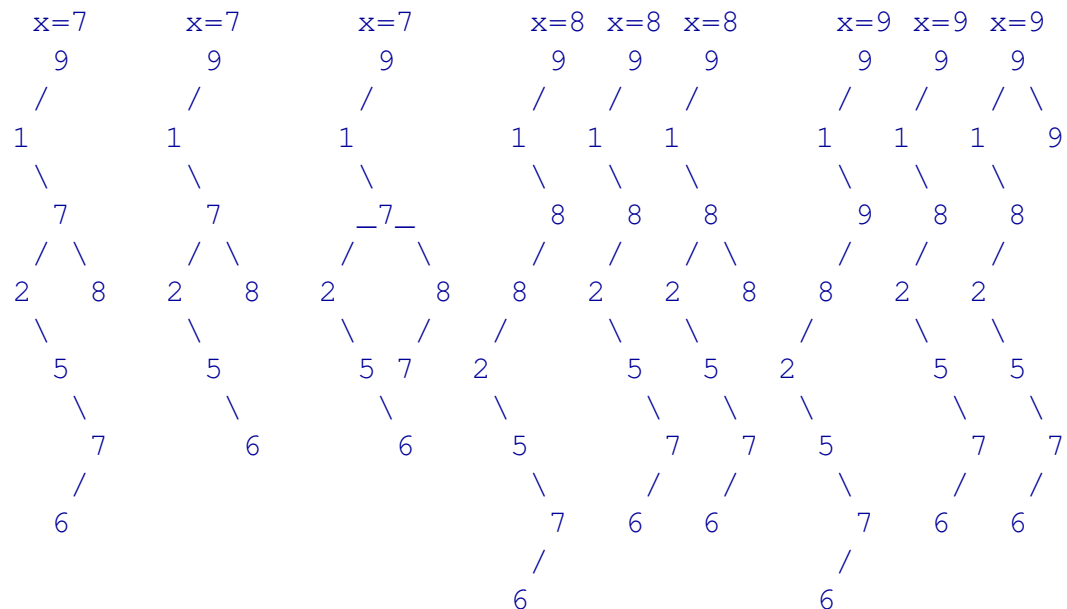 x=7 x=7 x=7 x=8 x=8 x=8 x=9 x=9 x=9
9 9 9 9 9 9 9 9 9
/ / / / / / / / / \
1 1 1 1 1 1 1 1 1 9
\ \ \ \ \ \ \ \ \
7 7 _7_ 8 8 8 9 8 8
/ \ / \ / \ / / / \ / / /
2 8 2 8 2 8 8 2 2 8 8 2 2
\ \ \ / / \ \ / \ \
5 5 5 7 2 5 5 2 5 5
\ \ \ \ \ \ \ \ \
7 6 6 5 7 7 5 7 7
/ \ / / \ / /
6 7 6 6 7 6 6
/ /
6 6